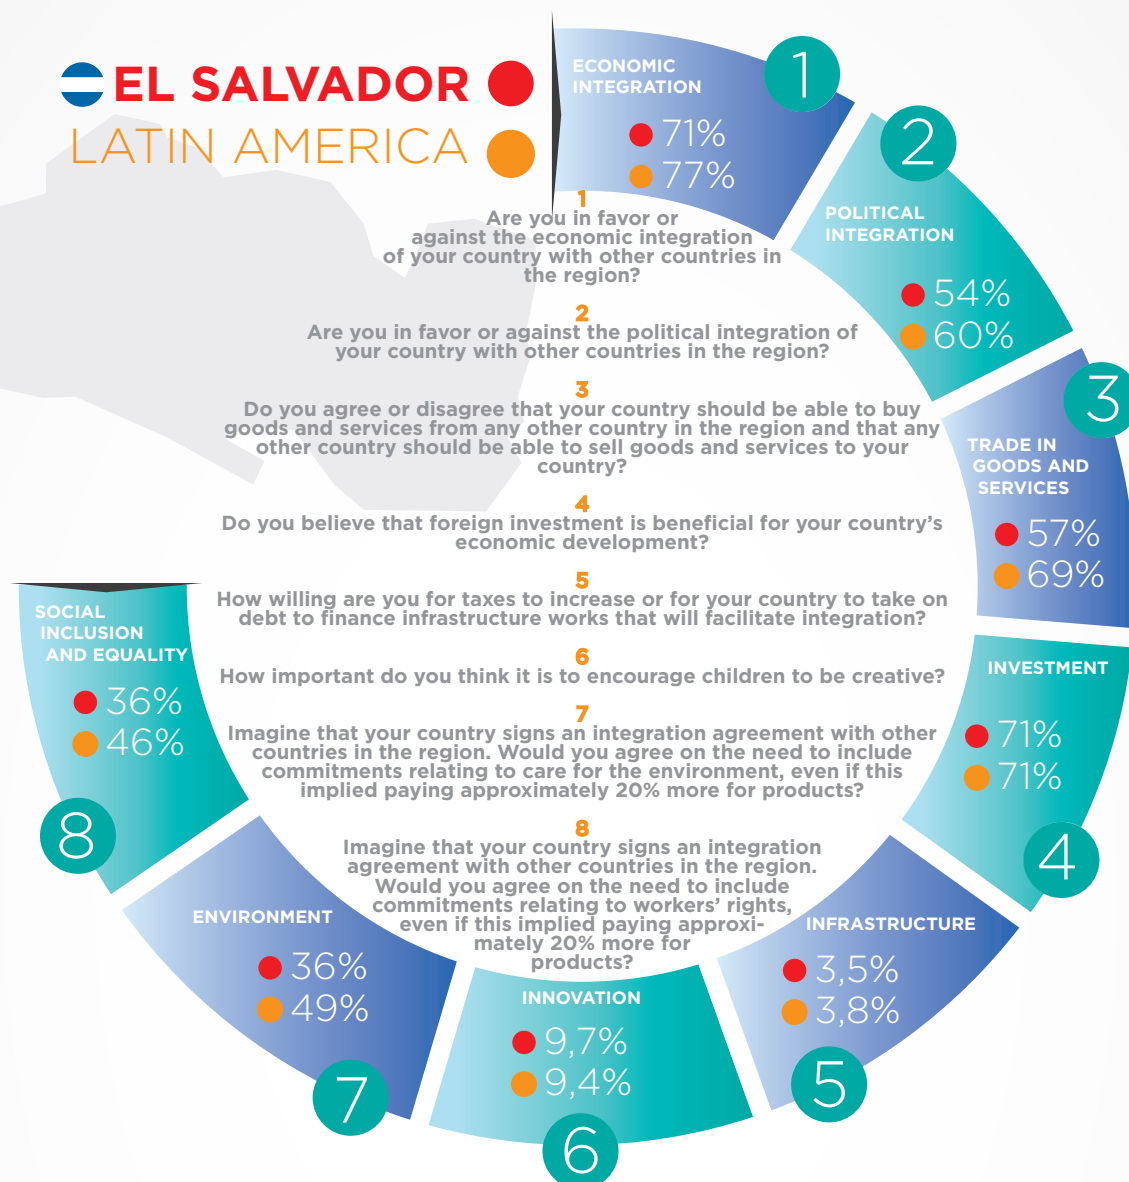 EL SALVADOR
LATIN AMERICA
ECONOMIC
INTEGRATION
71%
77%
1
POLITICAL
INTEGRATION
54%
60%
2
TRADE IN
GOODS AND
SERVICES
57%
69%
3
INVESTMENT
71%
71%
4
INFRASTRUCTURE
3,5%
3,8%
5
INNOVATION
9,7%
9,4%
6
ENVIRONMENT
36%
49%
7
SOCIAL
INCLUSION
AND EQUALITY
36%
46%
8
1
Are you in favor or
against the economic integration
of your country with other countries in
the region?
2
Are you in favor or against the political integration of
your country with other countries in the region?
3
Do you agree or disagree that your country should be able to buy
goods and services from any other country in the region and that any
other country should be able to sell goods and services to your
country?
4
Do you believe that foreign investment is beneficial for your country's
economic development?
5
How willing are you for taxes to increase or for your country to take on
debt to finance infrastructure works that will facilitate integration?
6
How important do you think it is to encourage children to be creative?
7
Imagine that your country signs an integration agreement with other
countries in the region. Would you agree on the need to include
commitments relating to care for the environment, even if this
implied paying approximately 20% more for products?
8
Imagine that your country signs an integration
agreement with other countries in the region.
Would you agree on the need to include
commitments relating to workers' rights,
even if this implied paying approxi-
mately 20% more for
products?